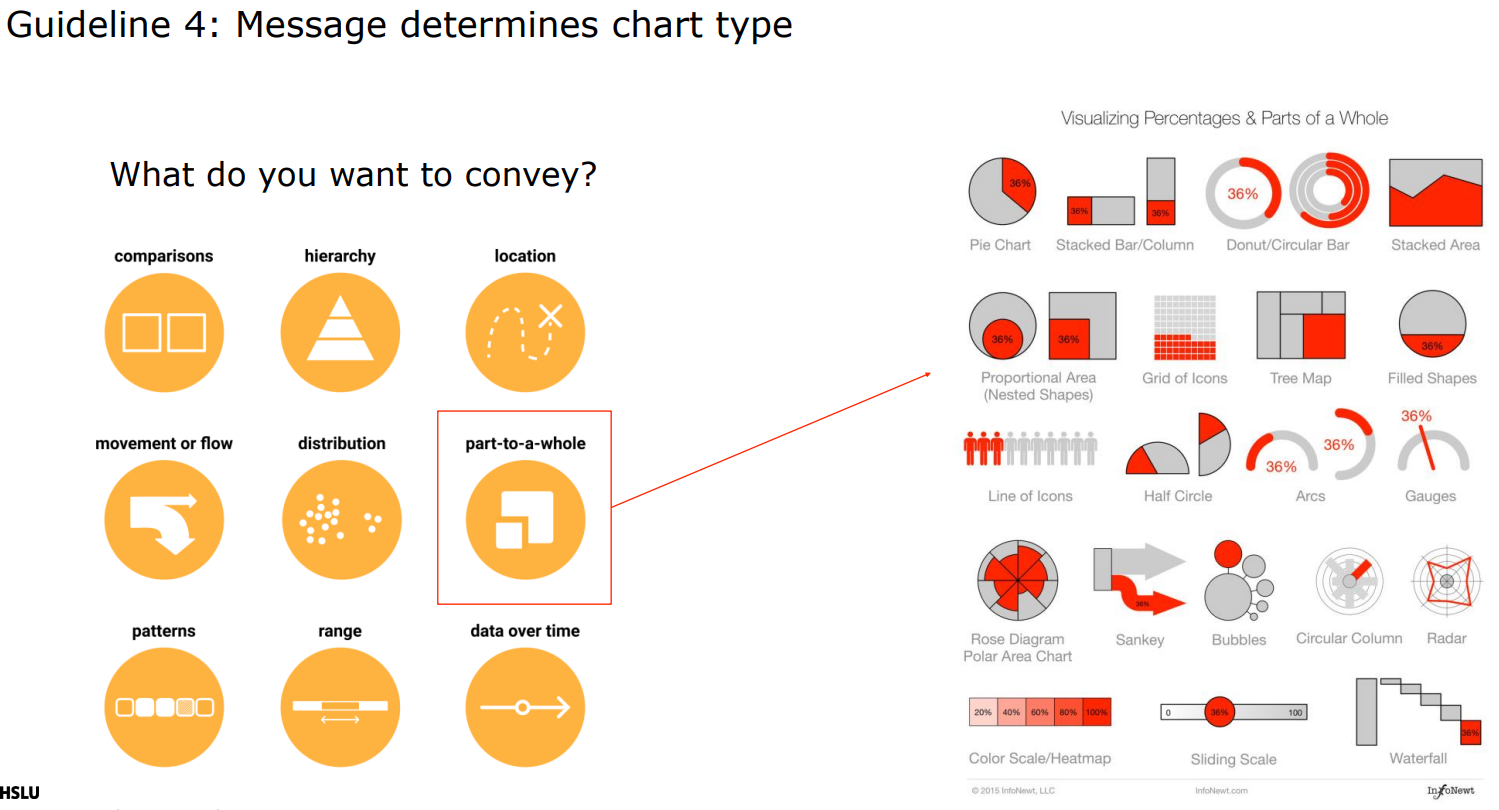 Guideline 4: Message determines chart type
What do you want to convey?
comparisons
hierarchy
location
movement or flow
distribution
part-to-a-whole
patterns
range
data over time
HSLU
Visualizing Percentages & Parts of a Whole
36%
36%
36%
36%
Pie Chart
Stacked Bar/Column
Donut/Circular Bar
Stacked Area
36%
36%
36%
Proportional Area
(Nested Shapes)
Grid of Icons
Tree Map
Filled Shapes
36%
36%
36%
Line of Icons
Half Circle
Arcs
Gauges
36%
Rose Diagram
Polar Area Chart
Sankey
Bubbles
Circular Column
Radar
20% 40% 60% 80% 100%
0 36% 100
36%
Color Scale/Heatmap
Sliding Scale
Waterfall
© 2015 InfoNewt, LLC
InfoNewt.com
InfoNewt